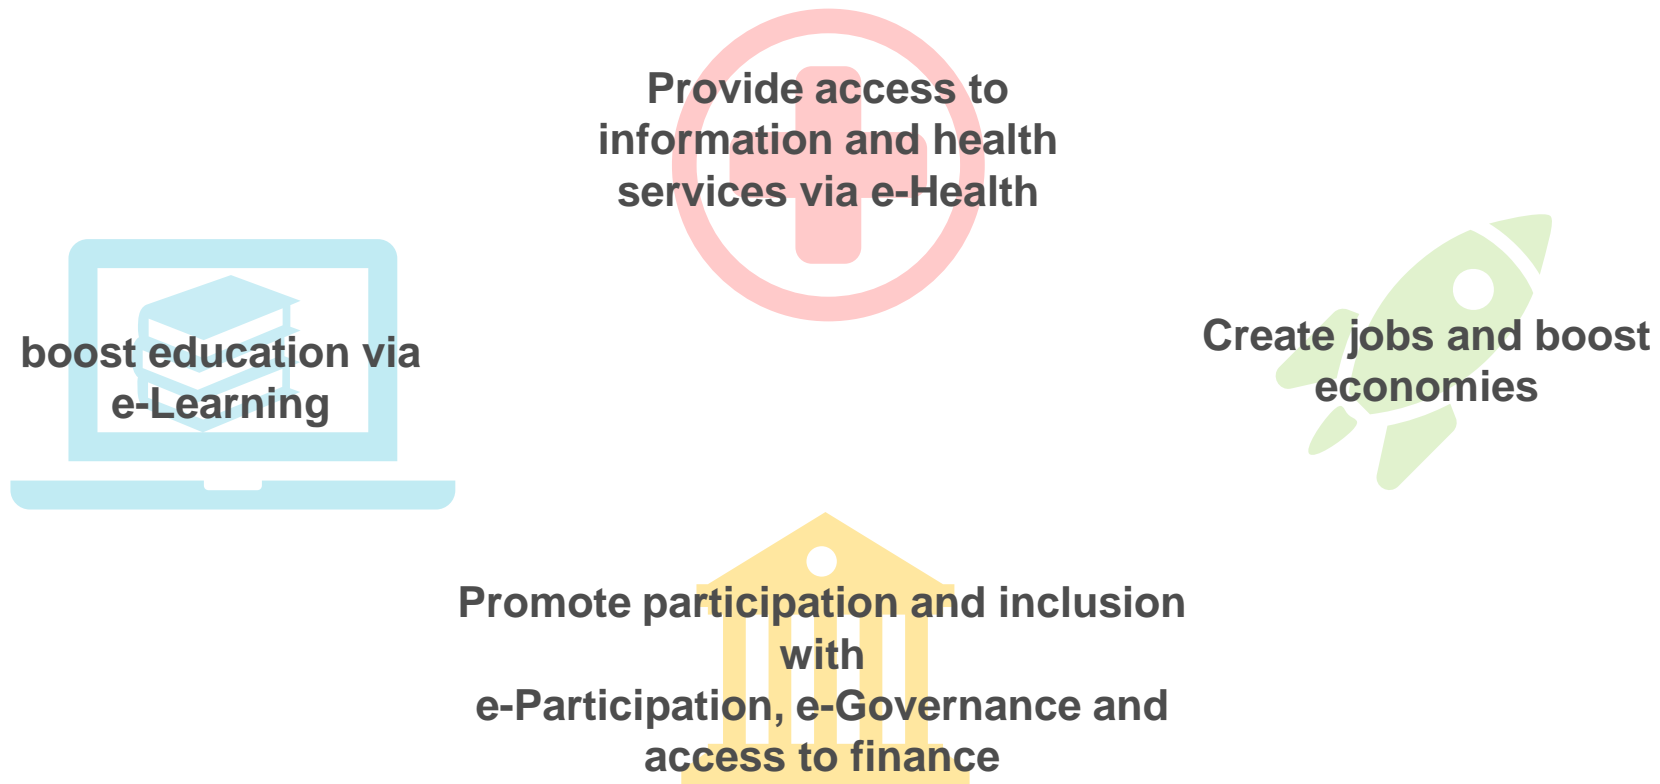 Provide access to
information and health
services via e-Health
boost education via
e-Learning
Create jobs and boost
economies
Promote participation and inclusion
with
e-Participation, e-Governance and
access to finance